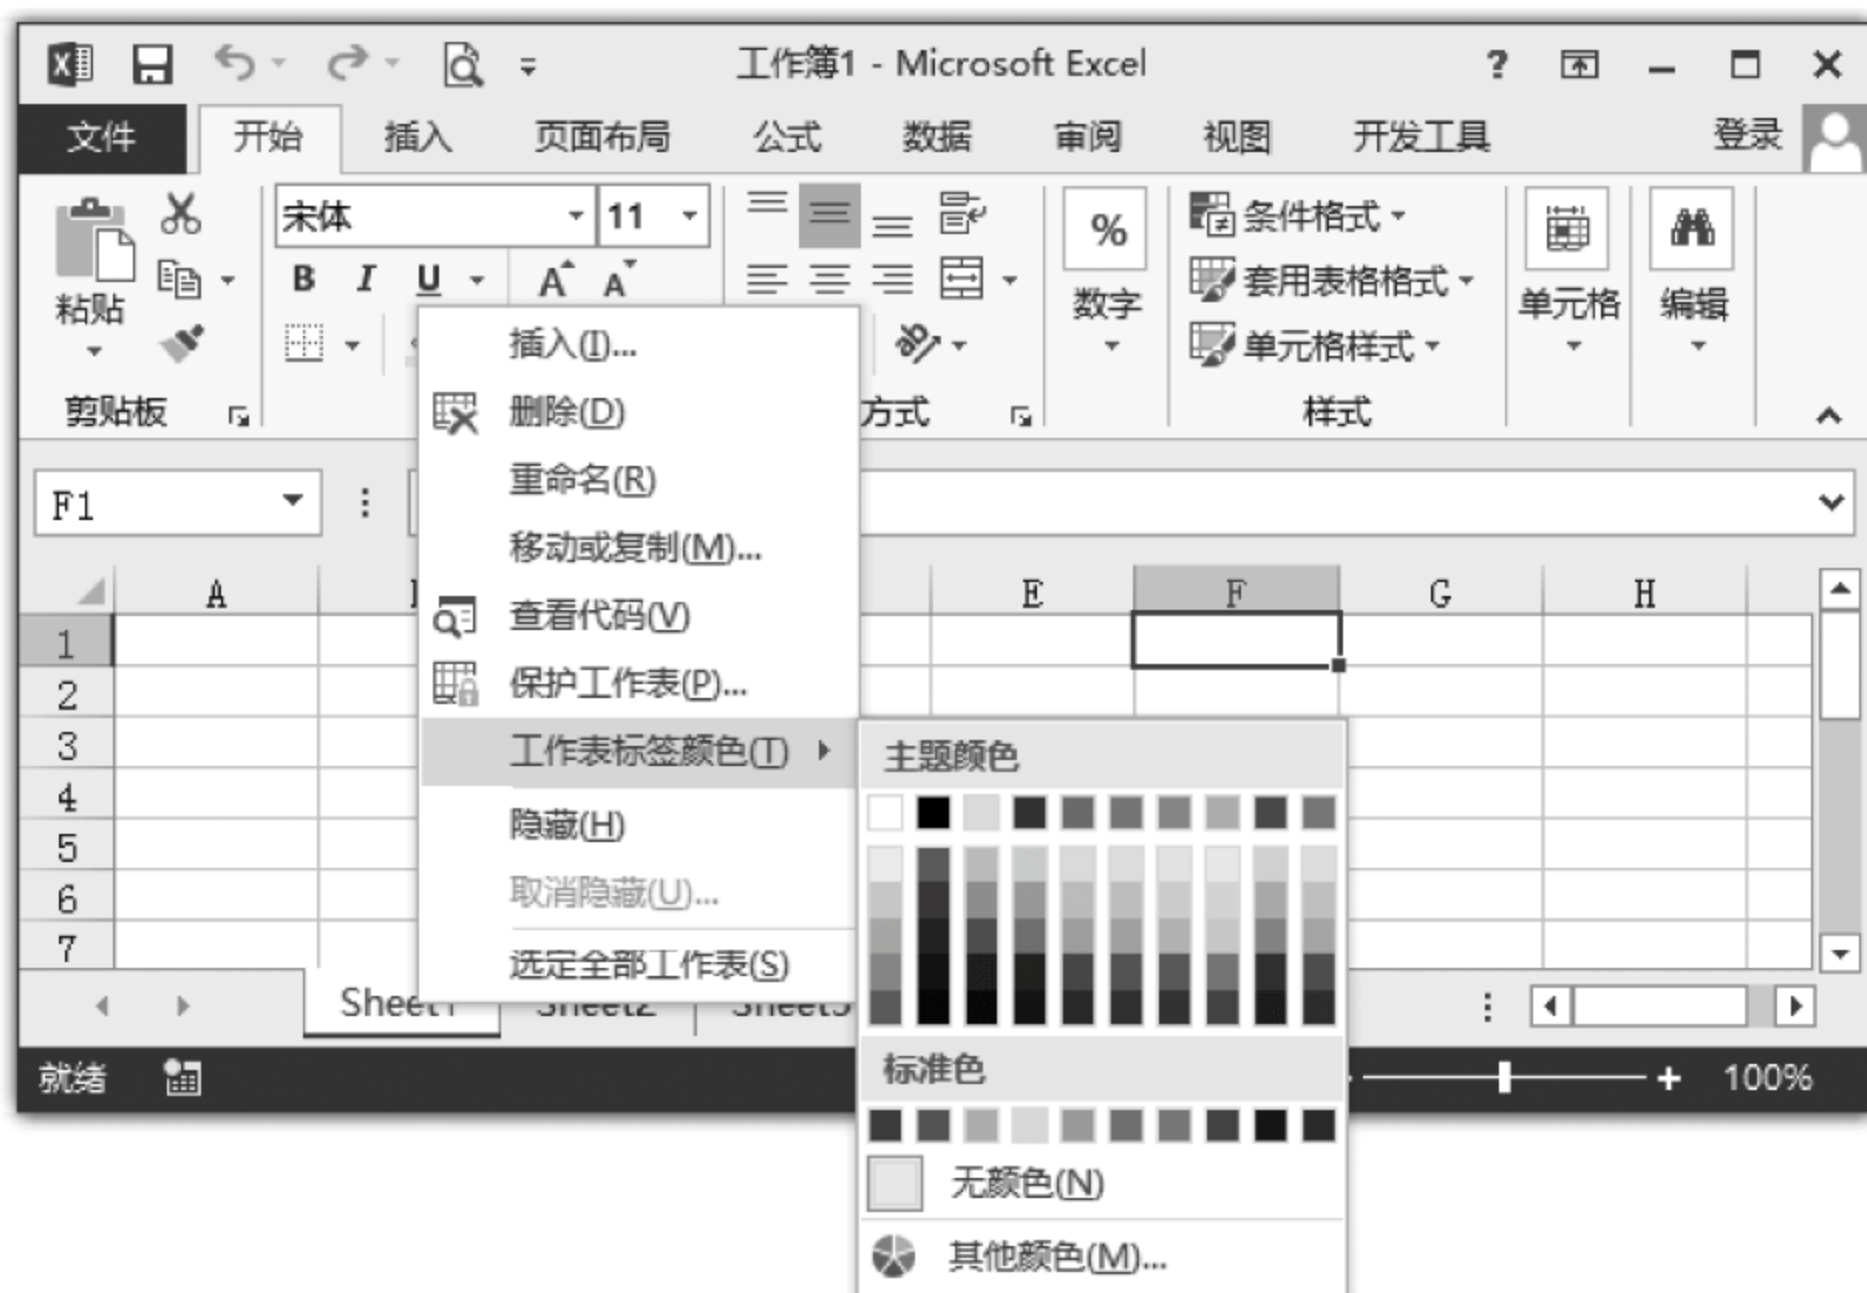 工作簿1 - Microsoft Excel ?
文件 开始 插入 页面布局 公式 数据 审阅 视图 开发工具 登录
宋体 11
% 条件格式
B I U A A
套用表格格式
粘贴 数字 单元格 编辑
单元格样式
剪贴板 方式 样式
插入(I)...
删除(D)
重命名(R)
移动或复制(M)...
查看代码(V)
保护工作表(P)...
工作表标签颜色(T)
隐藏(H)
取消隐藏(U)...
选定全部工作表(S)
F1
A E F G H
1
2
3
4
5
6
7
主题颜色
标准色
无颜色(N)
其他颜色(M)...
Sheet1 Sheet2 Sheet3
就绪 100%